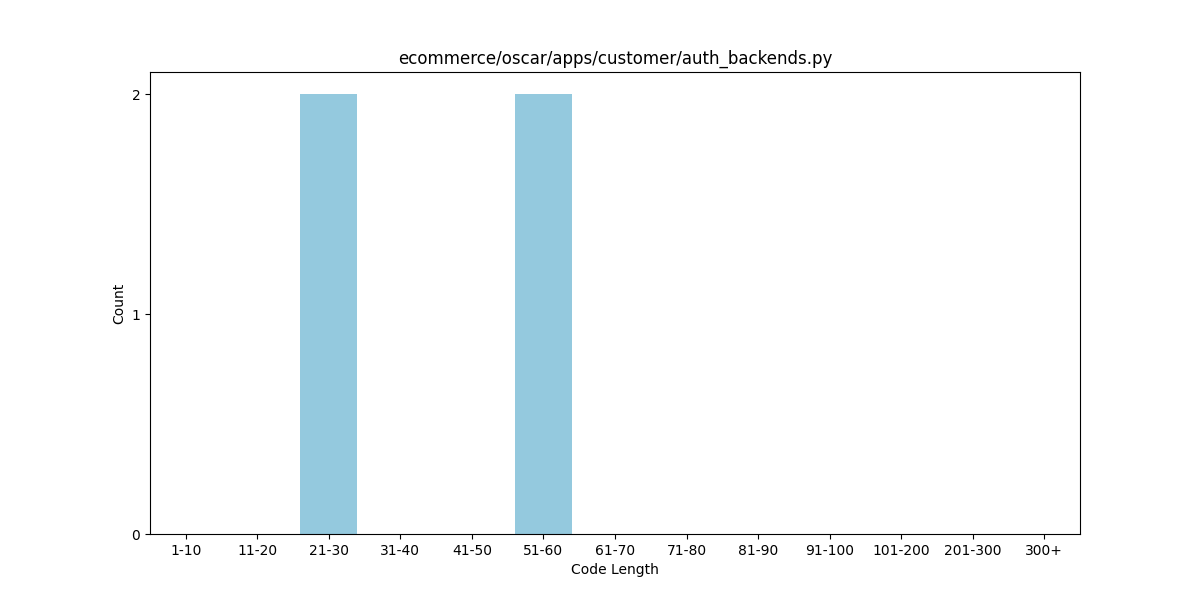 ecommerce/oscar/apps/customer/auth_backends.py
2
1
0
Count
1-10 11-20 21-30 31-40 41-50 51-60 61-70 71-80 81-90 91-100 101-200 201-300 300+
Code Length